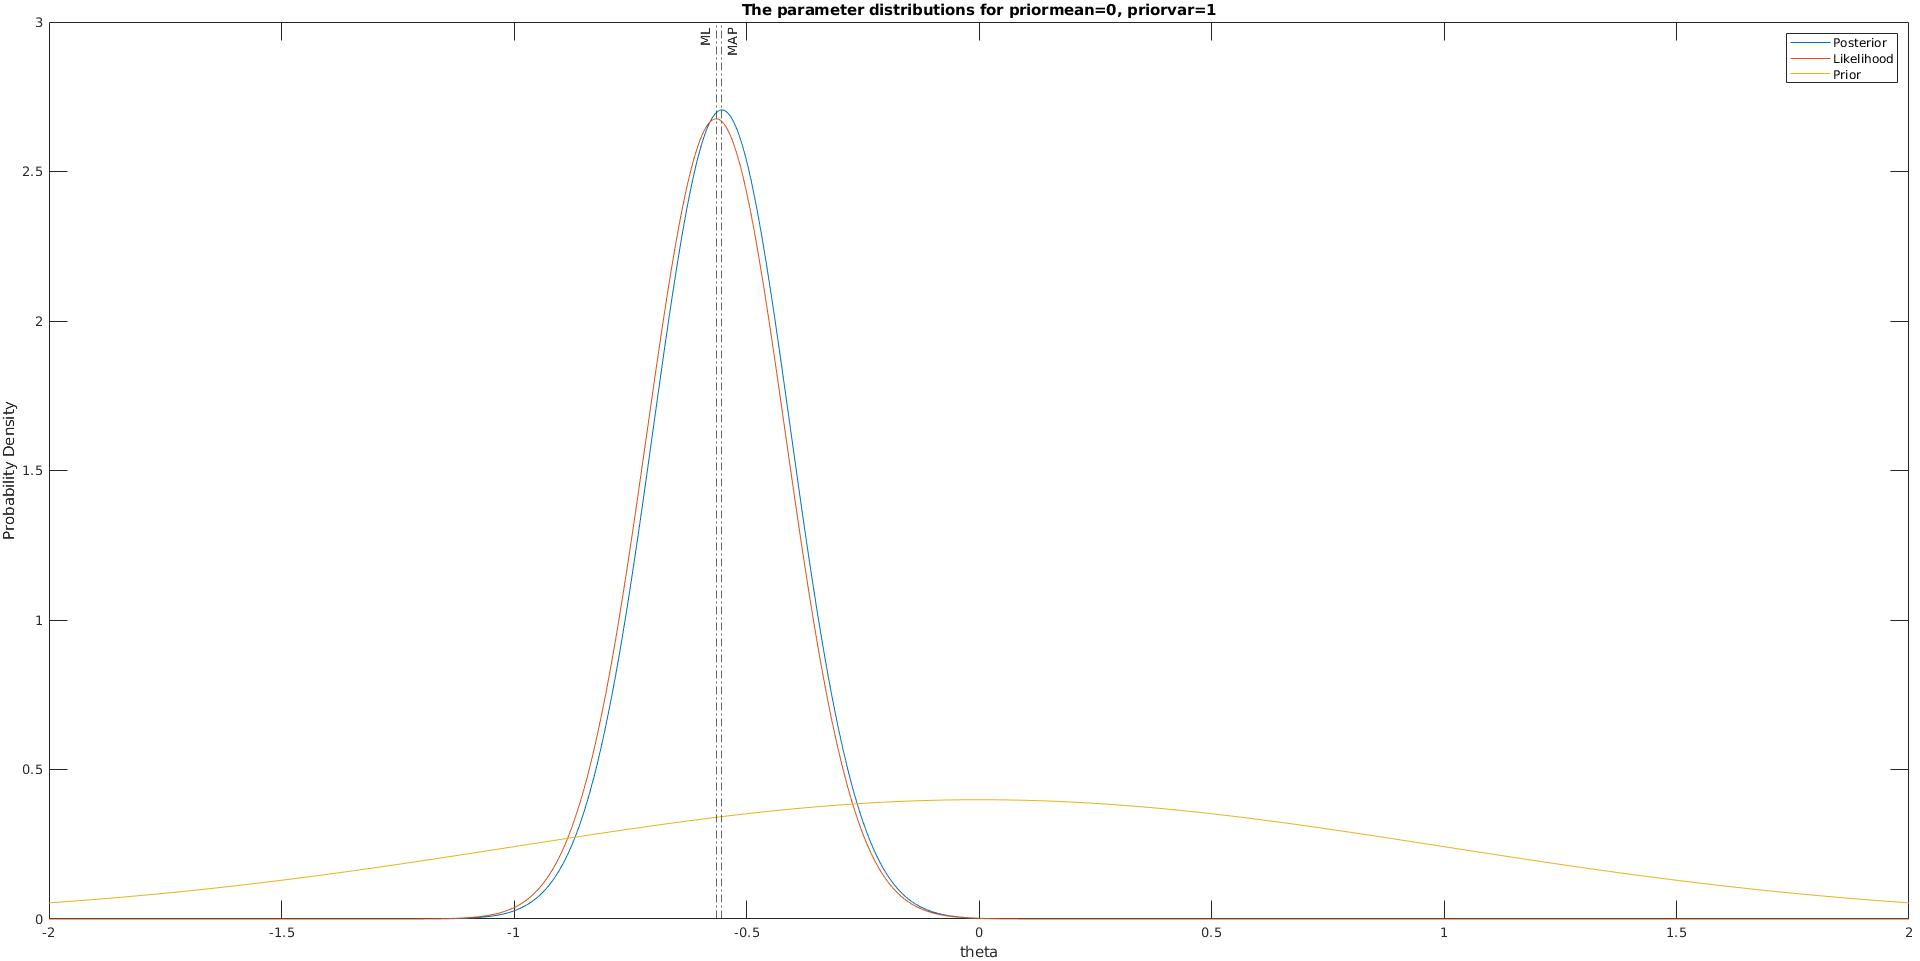 The parameter distributions for priormean=0, priorvar=1
ML
MAP
Posterior
Likelihood
Prior
Probability Density
3
2.5
2
1.5
1
0.5
0
-2
-1.5
-1
-0.5
0
0.5
1
1.5
2
theta